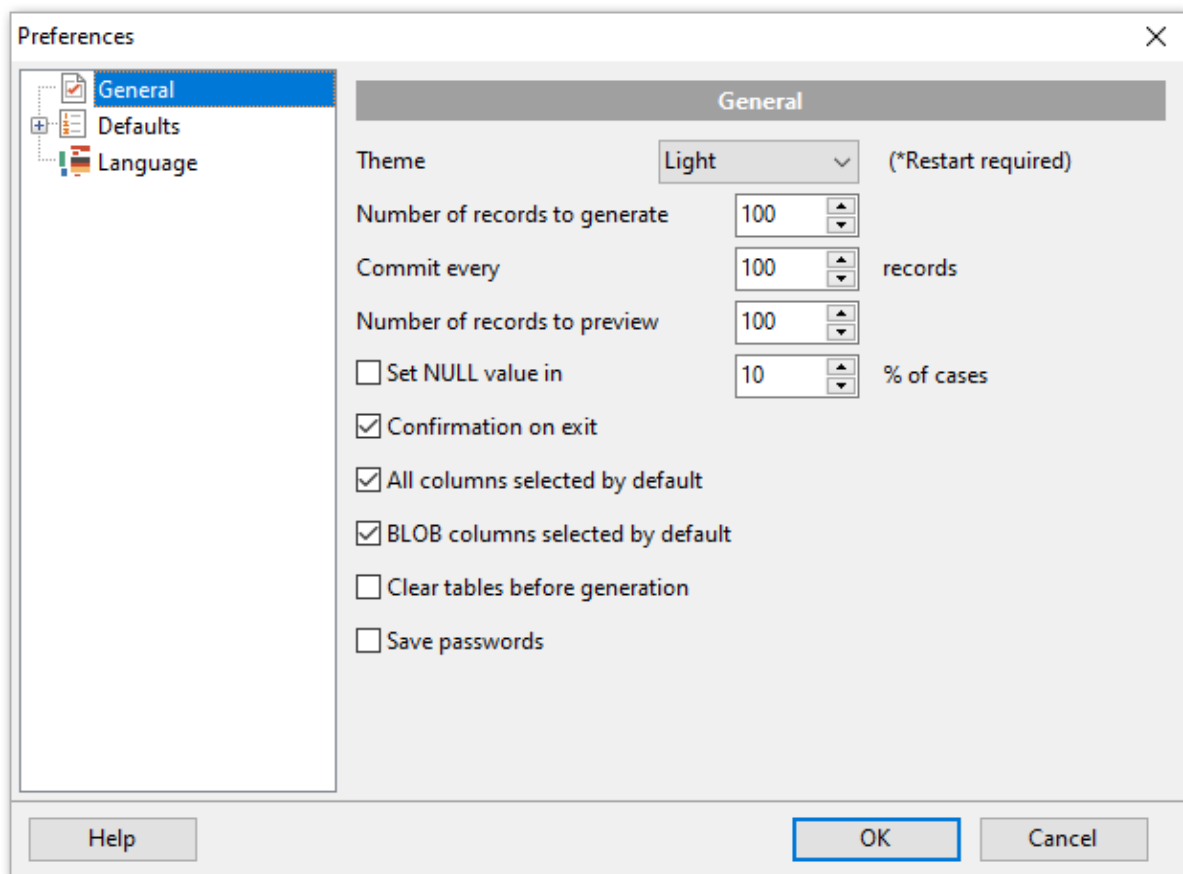 Preferences
General
Defaults
Language
General
Theme Light (*Restart required)
Number of records to generate 100
Commit every 100 records
Number of records to preview 100
Set NULL value in 10 % of cases
Confirmation on exit
All columns selected by default
BLOB columns selected by default
Clear tables before generation
Save passwords
Help OK Cancel